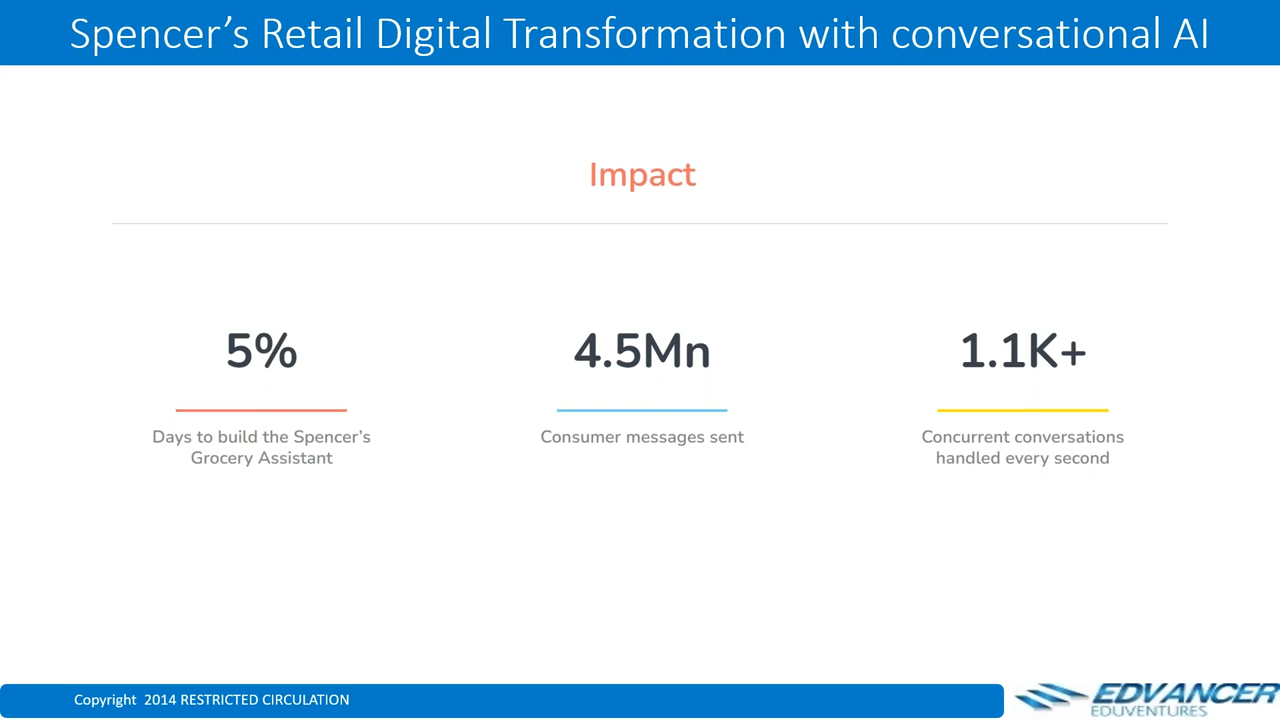 Spencer’s Retail Digital Transformation with conversational AI
Impact
5%
Days to build the Spencer’s
Grocery Assistant
4.5Mn
Consumer messages sent
1.1K+
Concurrent conversations
handled every second
Copyright 2014 RESTRICTED CIRCULATION
EDVANCER
EDUVENTURES